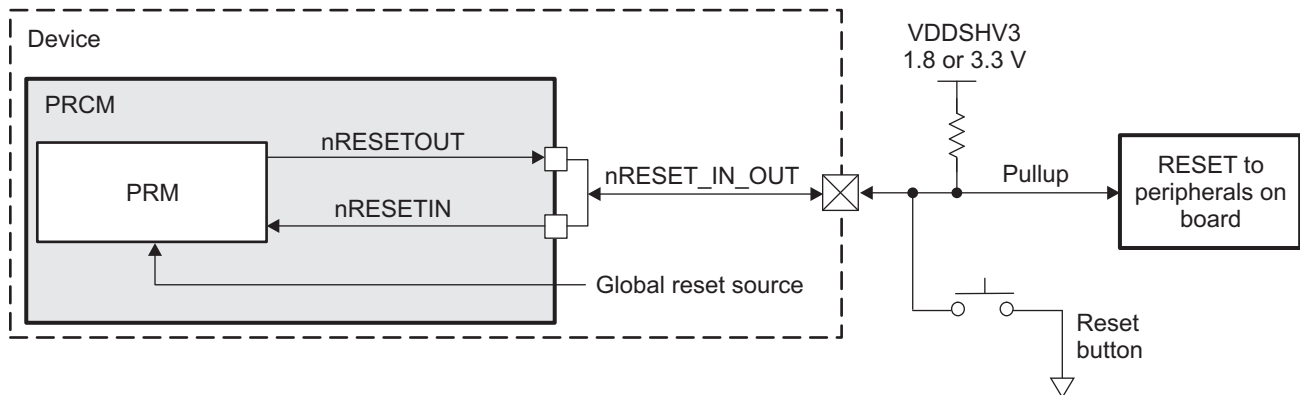 Device
VDDSHV3
1.8 or 3.3 V
PRCM
nRESETOUT
PRM
nRESETIN
nRESET_IN_OUT
Pullup
RESET to
peripherals on
board
Global reset source
Reset
button